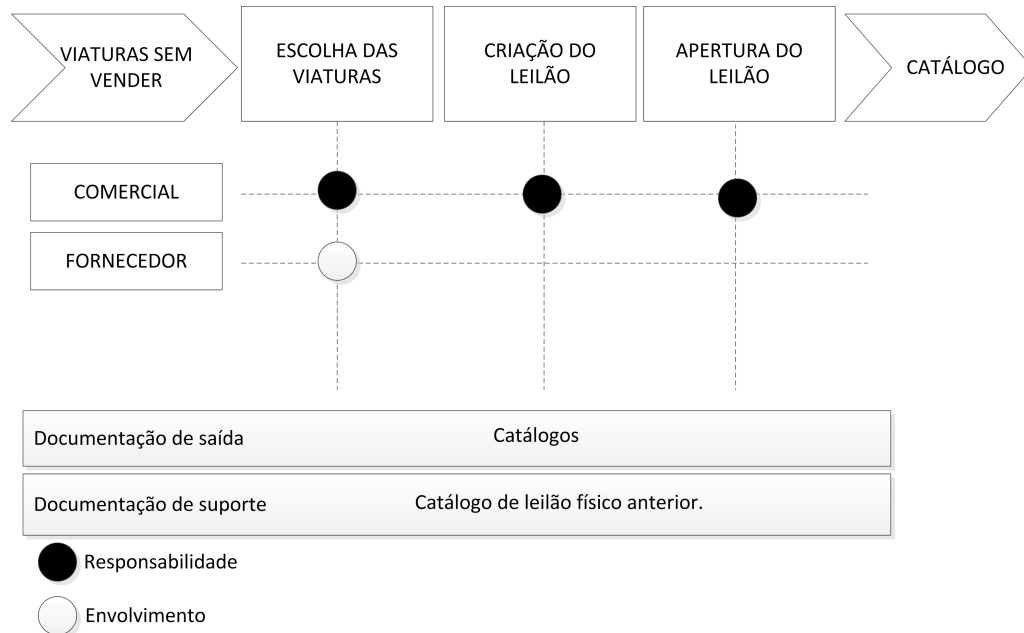 VIATURAS SEM
VENDER
ESCOLHA DAS
VIATURAS
CRIAÇÃO DO
LEILÃO
APERTURA DO
LEILÃO
CATÁLOGO
COMERCIAL
FORNECEDOR
Documentação de saída
Catálogos
Documentação de suporte
Catálogo de leilão físico anterior.
Responsabilidade
Envolvimento